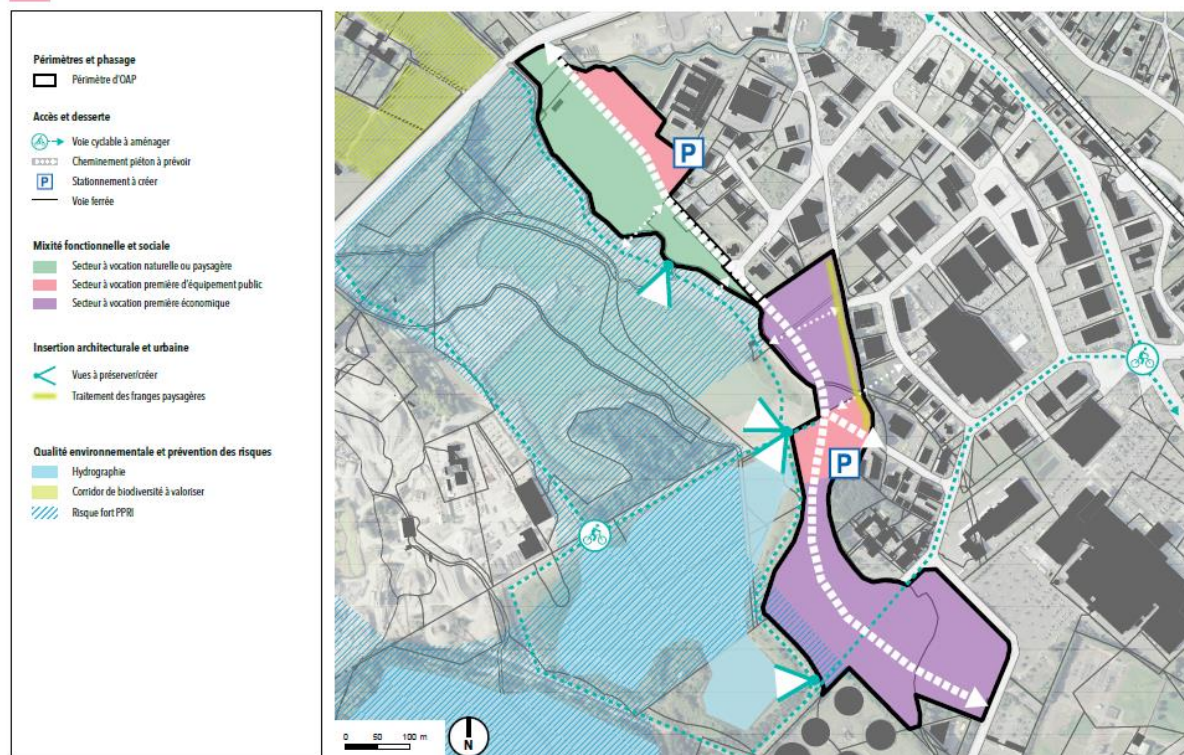 Périmètres et phasage
Périmètre d'OAP
Accès et desserte
Voie cyclable à aménager
Cheminement piéton à prévoir
P
Stationnement à créer
Voie ferrée
Mixité fonctionnelle et sociale
Secteur à vocation naturelle ou paysagère
Secteur à vocation première d'équipement public
Secteur à vocation première économique
Insertion architecturale et urbaine
Vues à préserver/créer
Traitement des franges paysagères
Qualité environnementale et prévention des risques
Hydrographie
Corridor de biodiversité à valoriser
Risque fort PPRI
P
P
0 50 100 m
N